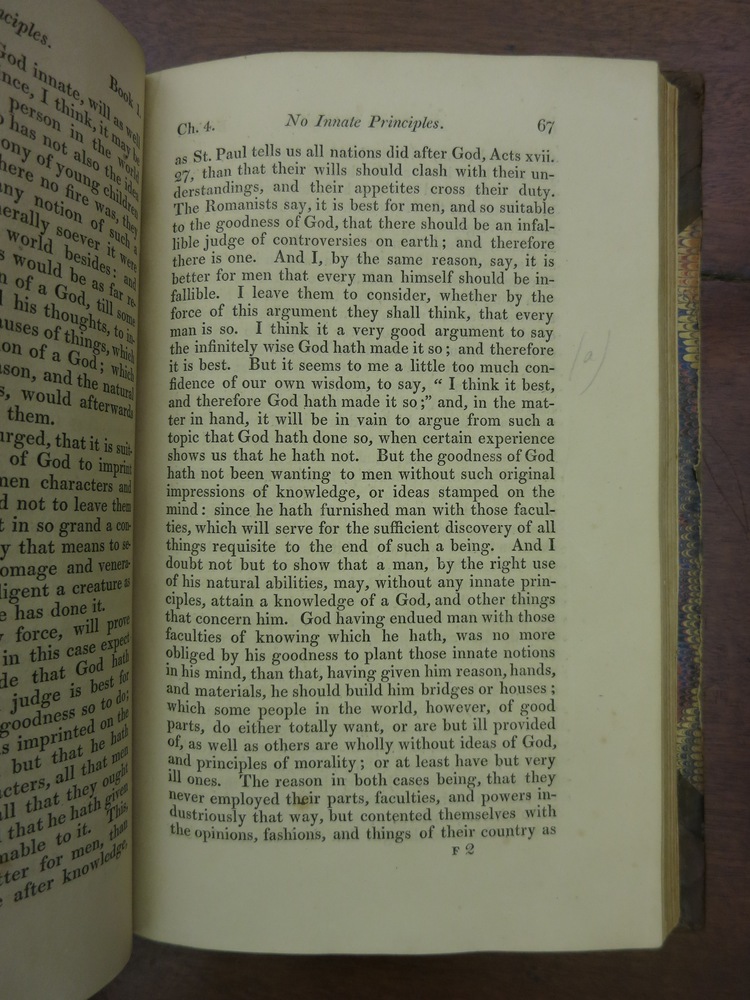 nciples.
Book 1.
God innate, will as well
nce, I think, it may be
person in the world
o has not also the idea
ony of young children
here no fire was, they
any notion of such a
erally soever it were
world besides: and
s would be as far re-
n of a God, till some
his thoughts, to in-
uses of things, which
on of a God; which
son, and the natural
s, would afterwards
them.
urged, that it is suit-
of God to imprint
men characters and
d not to leave them
t in so grand a con-
y that means to se-
omage and venera-
lligent a creature as
e has done it.
force, will prove
in this case expect
de that God hath
judge is best for
goodness so to do;
s imprinted on the
but that he hath
acters, all that men
all that they ought
that he hath given
nable to it. This,
tter for men, than
e after knowledge,
Ch. 4. No Innate Principles. 67
as St. Paul tells us all nations did after God, Acts xvii.
27, than that their wills should clash with their un-
derstandings, and their appetites cross their duty.
The Romanists say, it is best for men, and so suitable
to the goodness of God, that there should be an infal-
lible judge of controversies on earth; and therefore
there is one. And I, by the same reason, say, it is
better for men that every man himself should be in-
fallible. I leave them to consider, whether by the
force of this argument they shall think, that every
man is so. I think it a very good argument to say
the infinitely wise God hath made it so; and therefore
it is best. But it seems to me a little too much con-
fidence of our own wisdom, to say, “ I think it best,
and therefore God hath made it so;” and, in the mat-
ter in hand, it will be in vain to argue from such a
topic that God hath done so, when certain experience
shows us that he hath not. But the goodness of God
hath not been wanting to men without such original
impressions of knowledge, or ideas stamped on the
mind: since he hath furnished man with those facul-
ties, which will serve for the sufficient discovery of all
things requisite to the end of such a being. And I
doubt not but to show that a man, by the right use
of his natural abilities, may, without any innate prin-
ciples, attain a knowledge of a God, and other things
that concern him. God having endued man with those
faculties of knowing which he hath, was no more
obliged by his goodness to plant those innate notions
in his mind, than that, having given him reason, hands,
and materials, he should build him bridges or houses;
which some people in the world, however, of good
parts, do either totally want, or are but ill provided
of, as well as others are wholly without ideas of God,
and principles of morality; or at least have but very
ill ones. The reason in both cases being, that they
never employed their parts, faculties, and powers in-
dustriously that way, but contented themselves with
the opinions, fashions, and things of their country as
F 2
(a)